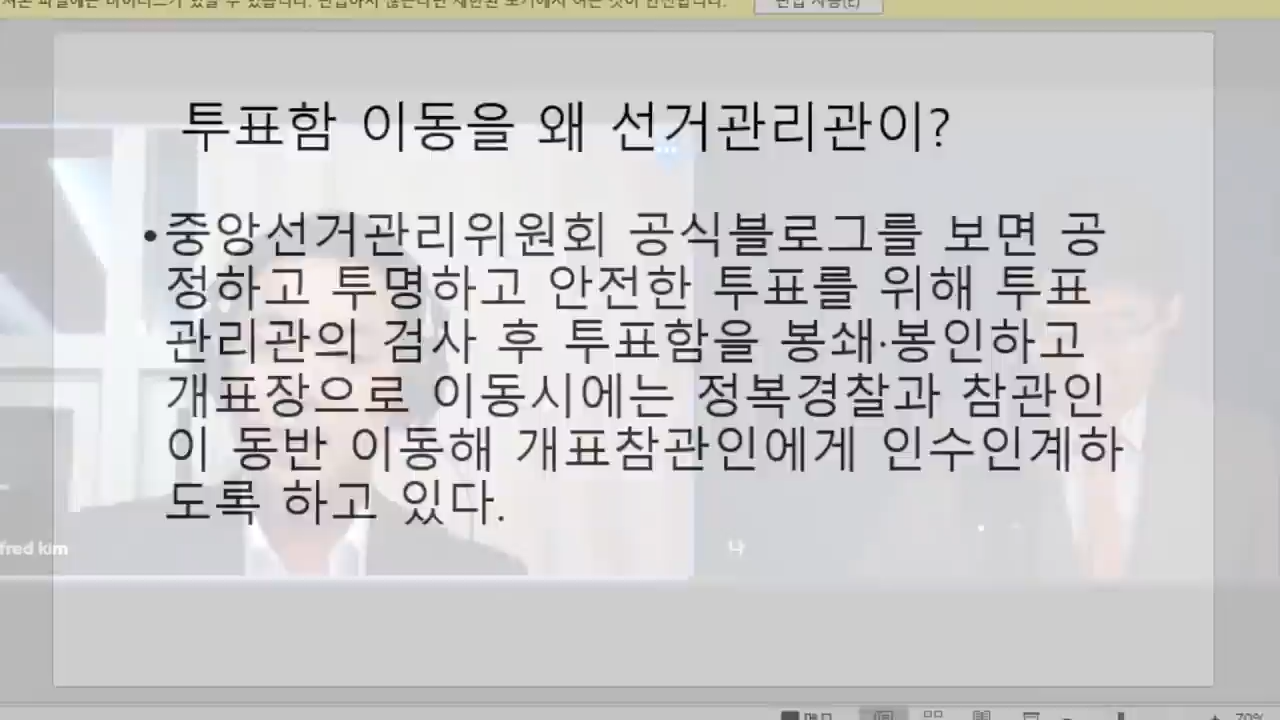 투표함 이동을 왜 선거관리관이?
•중앙선거관리위원회 공식블로그를 보면 공
정하고 투명하고 안전한 투표를 위해 투표
관리관의 검사 후 투표함을 봉쇄·봉인하고
개표장으로 이동시에는 정복경찰과 참관인
이 동반 이동해 개표참관인에게 인수인계하
도록 하고 있다.
fred kim
나
70%